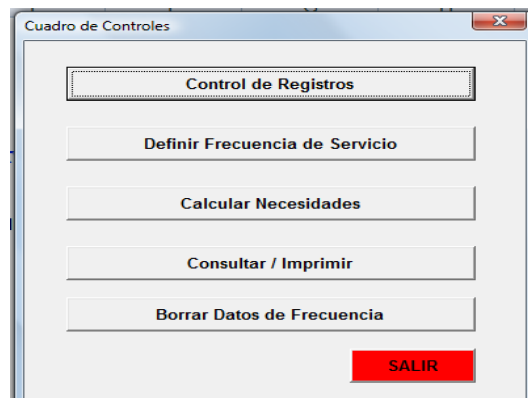 Cuadro de Controles
Control de Registros
Definir Frecuencia de Servicio
Calcular Necesidades
Consultar / Imprimir
Borrar Datos de Frecuencia
SALIR